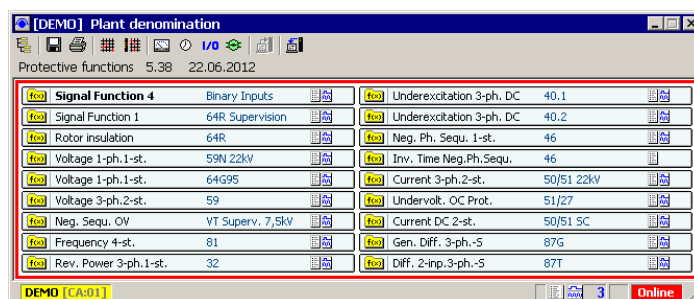 [DEMO] Plant denomination
I/O
Protective functions 5.38 22.06.2012
f(x) Signal Function 4 Binary Inputs
f(x) Signal Function 1 64R Supervision
f(x) Rotor insulation 64R
f(x) Voltage 1-ph.1-st. 59N 22kV
f(x) Voltage 1-ph.1-st. 64G95
f(x) Voltage 3-ph.2-st. 59
f(x) Neg. Sequ. OV VT Superv. 7,5kV
f(x) Frequency 4-st. 81
f(x) Rev. Power 3-ph.1-st. 32
f(x) Underexcitation 3-ph. DC 40.1
f(x) Underexcitation 3-ph. DC 40.2
f(x) Neg. Ph. Sequ. 1-st. 46
f(x) Inv. Time Neg.Ph.Sequ. 46
f(x) Current 3-ph.2-st. 50/51 22kV
f(x) Undervolt. OC Prot. 51/27
f(x) Current DC 2-st. 50/51 SC
f(x) Gen. Diff. 3-ph.-S 87G
f(x) Diff. 2-inp.3-ph.-S 87T
DEMO [CA:01] 3 Online